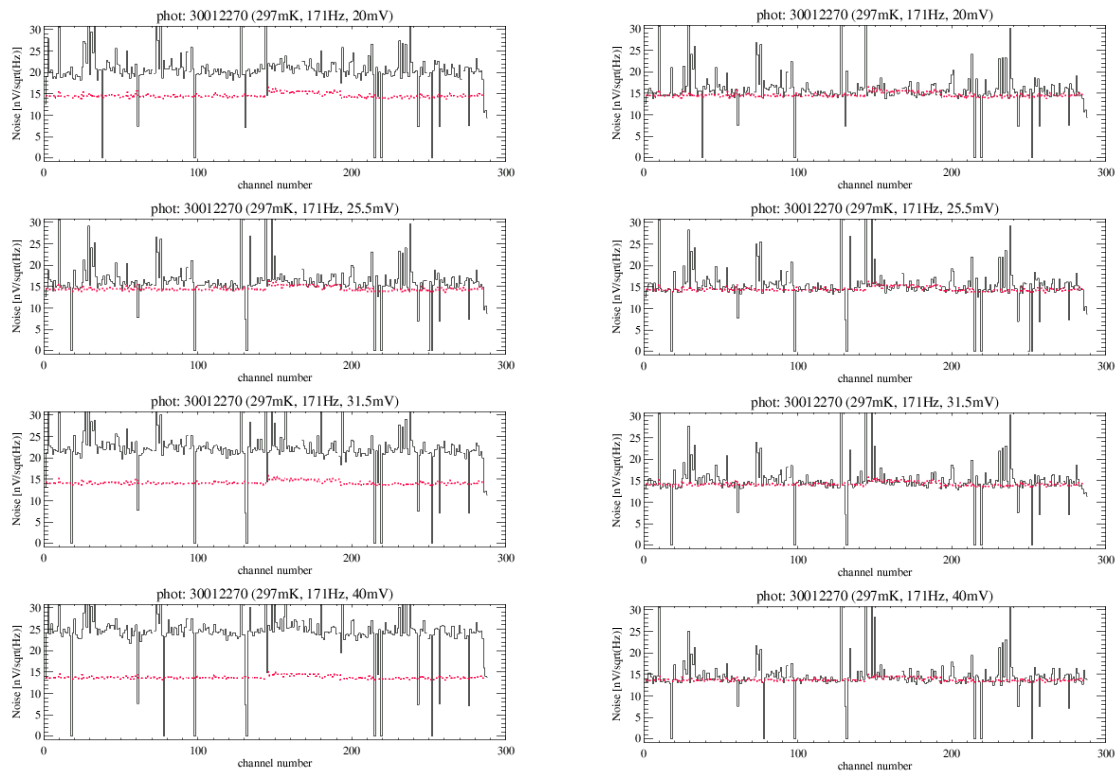 phot: 30012270 (297mK, 171Hz, 20mV)
Noise [nV/sqrt(Hz)]
30
25
20
15
10
5
0
0 100 200 300
channel number
phot: 30012270 (297mK, 171Hz, 20mV)
Noise [nV/sqrt(Hz)]
30
25
20
15
10
5
0
0 100 200 300
channel number
phot: 30012270 (297mK, 171Hz, 25.5mV)
Noise [nV/sqrt(Hz)]
30
25
20
15
10
5
0
0 100 200 300
channel number
phot: 30012270 (297mK, 171Hz, 25.5mV)
Noise [nV/sqrt(Hz)]
30
25
20
15
10
5
0
0 100 200 300
channel number
phot: 30012270 (297mK, 171Hz, 31.5mV)
Noise [nV/sqrt(Hz)]
30
25
20
15
10
5
0
0 100 200 300
channel number
phot: 30012270 (297mK, 171Hz, 31.5mV)
Noise [nV/sqrt(Hz)]
30
25
20
15
10
5
0
0 100 200 300
channel number
phot: 30012270 (297mK, 171Hz, 40mV)
Noise [nV/sqrt(Hz)]
30
25
20
15
10
5
0
0 100 200 300
channel number
phot: 30012270 (297mK, 171Hz, 40mV)
Noise [nV/sqrt(Hz)]
30
25
20
15
10
5
0
0 100 200 300
channel number